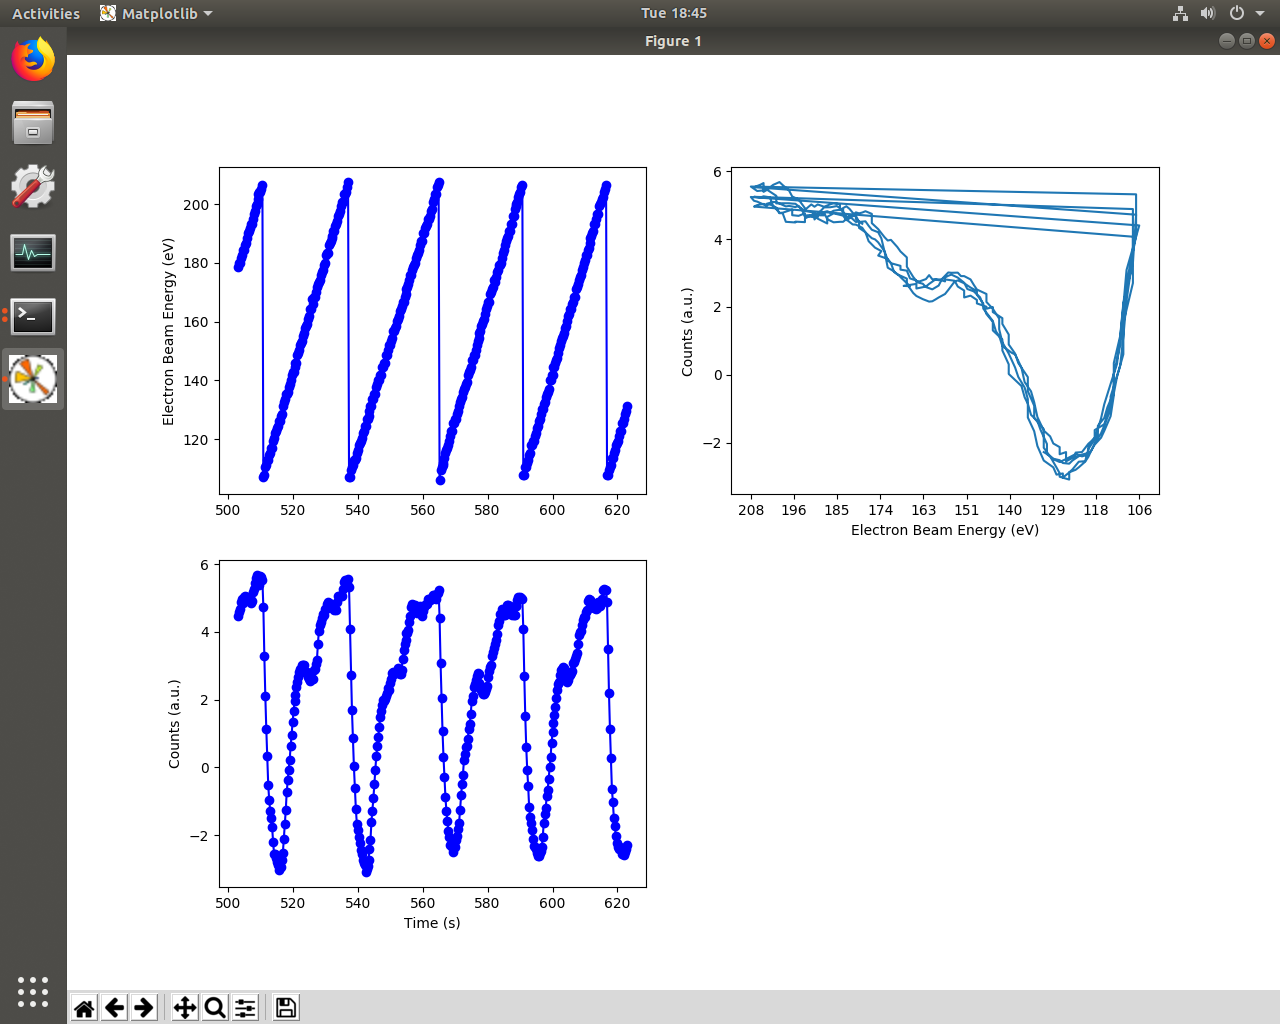 Activities Matplotlib Tue 18:45
Figure 1
200
180
160
140
120
Electron Beam Energy (eV)
500 520 540 560 580 600 620
6
4
2
0
−2
Counts (a.u.)
208 196 185 174 163 151 140 129 118 106
Electron Beam Energy (eV)
6
4
2
0
−2
Counts (a.u.)
500 520 540 560 580 600 620
Time (s)